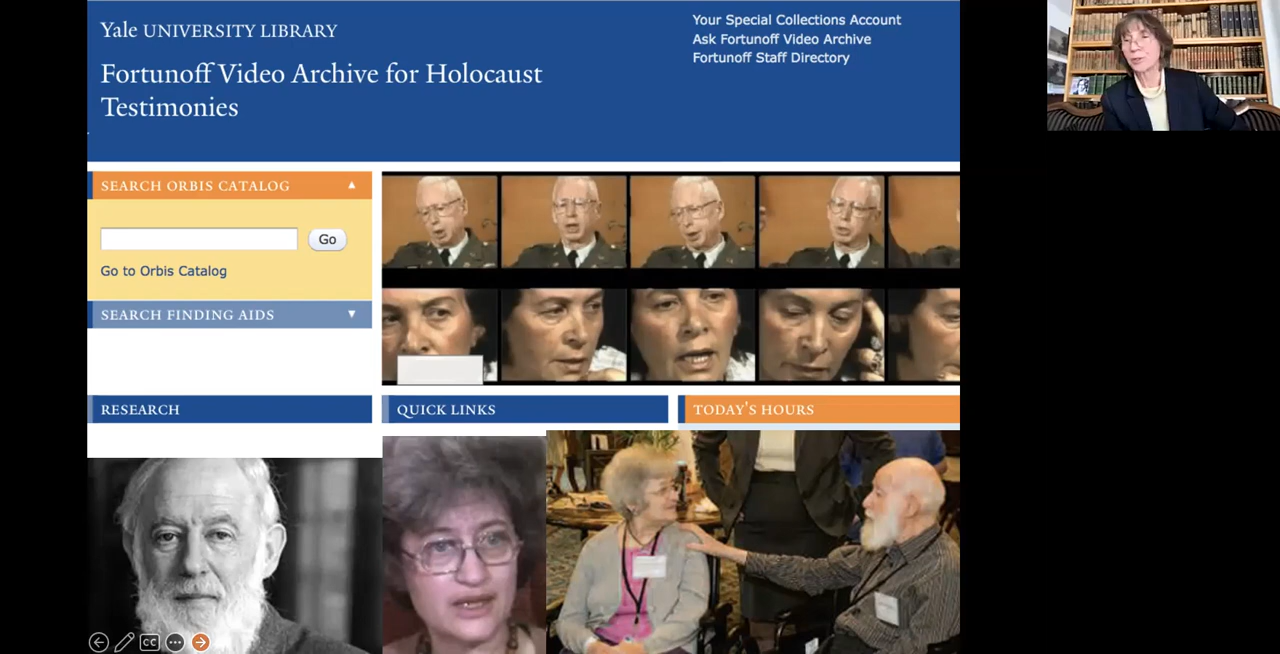 Yale UNIVERSITY LIBRARY
Fortunoff Video Archive for Holocaust
Testimonies
Your Special Collections Account
Ask Fortunoff Video Archive
Fortunoff Staff Directory
SEARCH ORBIS CATALOG
Go
Go to Orbis Catalog
SEARCH FINDING AIDS
RESEARCH
QUICK LINKS
TODAY'S HOURS
CC